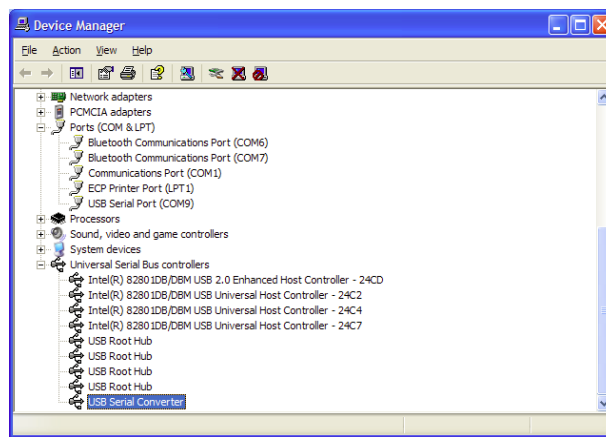 Device Manager
File Action View Help
Network adapters
PCMCIA adapters
Ports (COM & LPT)
Bluetooth Communications Port (COM6)
Bluetooth Communications Port (COM7)
Communications Port (COM1)
ECP Printer Port (LPT1)
USB Serial Port (COM9)
Processors
Sound, video and game controllers
System devices
Universal Serial Bus controllers
Intel(R) 82801DB/DBM USB 2.0 Enhanced Host Controller - 24CD
Intel(R) 82801DB/DBM USB Universal Host Controller - 24C2
Intel(R) 82801DB/DBM USB Universal Host Controller - 24C4
Intel(R) 82801DB/DBM USB Universal Host Controller - 24C7
USB Root Hub
USB Root Hub
USB Root Hub
USB Root Hub
USB Serial Converter